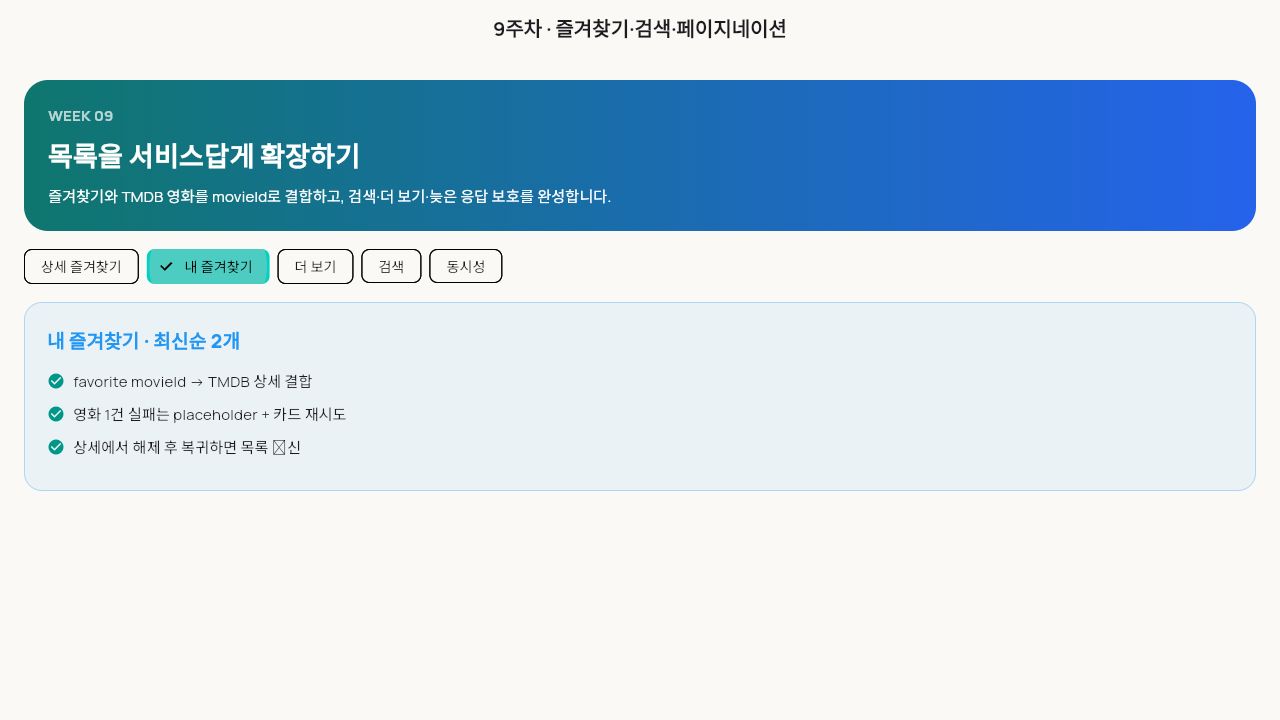 9주차 · 즐겨찾기·검색·페이지네이션
WEEK 09
목록을 서비스답게 확장하기
즐겨찾기와 TMDB 영화를 movieId로 결합하고, 검색·더 보기·늦은 응답 보호를 완성합니다.
상세 즐겨찾기
내 즐겨찾기
더 보기
검색
동시성
내 즐겨찾기 · 최신순 2개
favorite movieId → TMDB 상세 결합
영화 1건 실패는 placeholder + 카드 재시도
상세에서 해제 후 복귀하면 목록